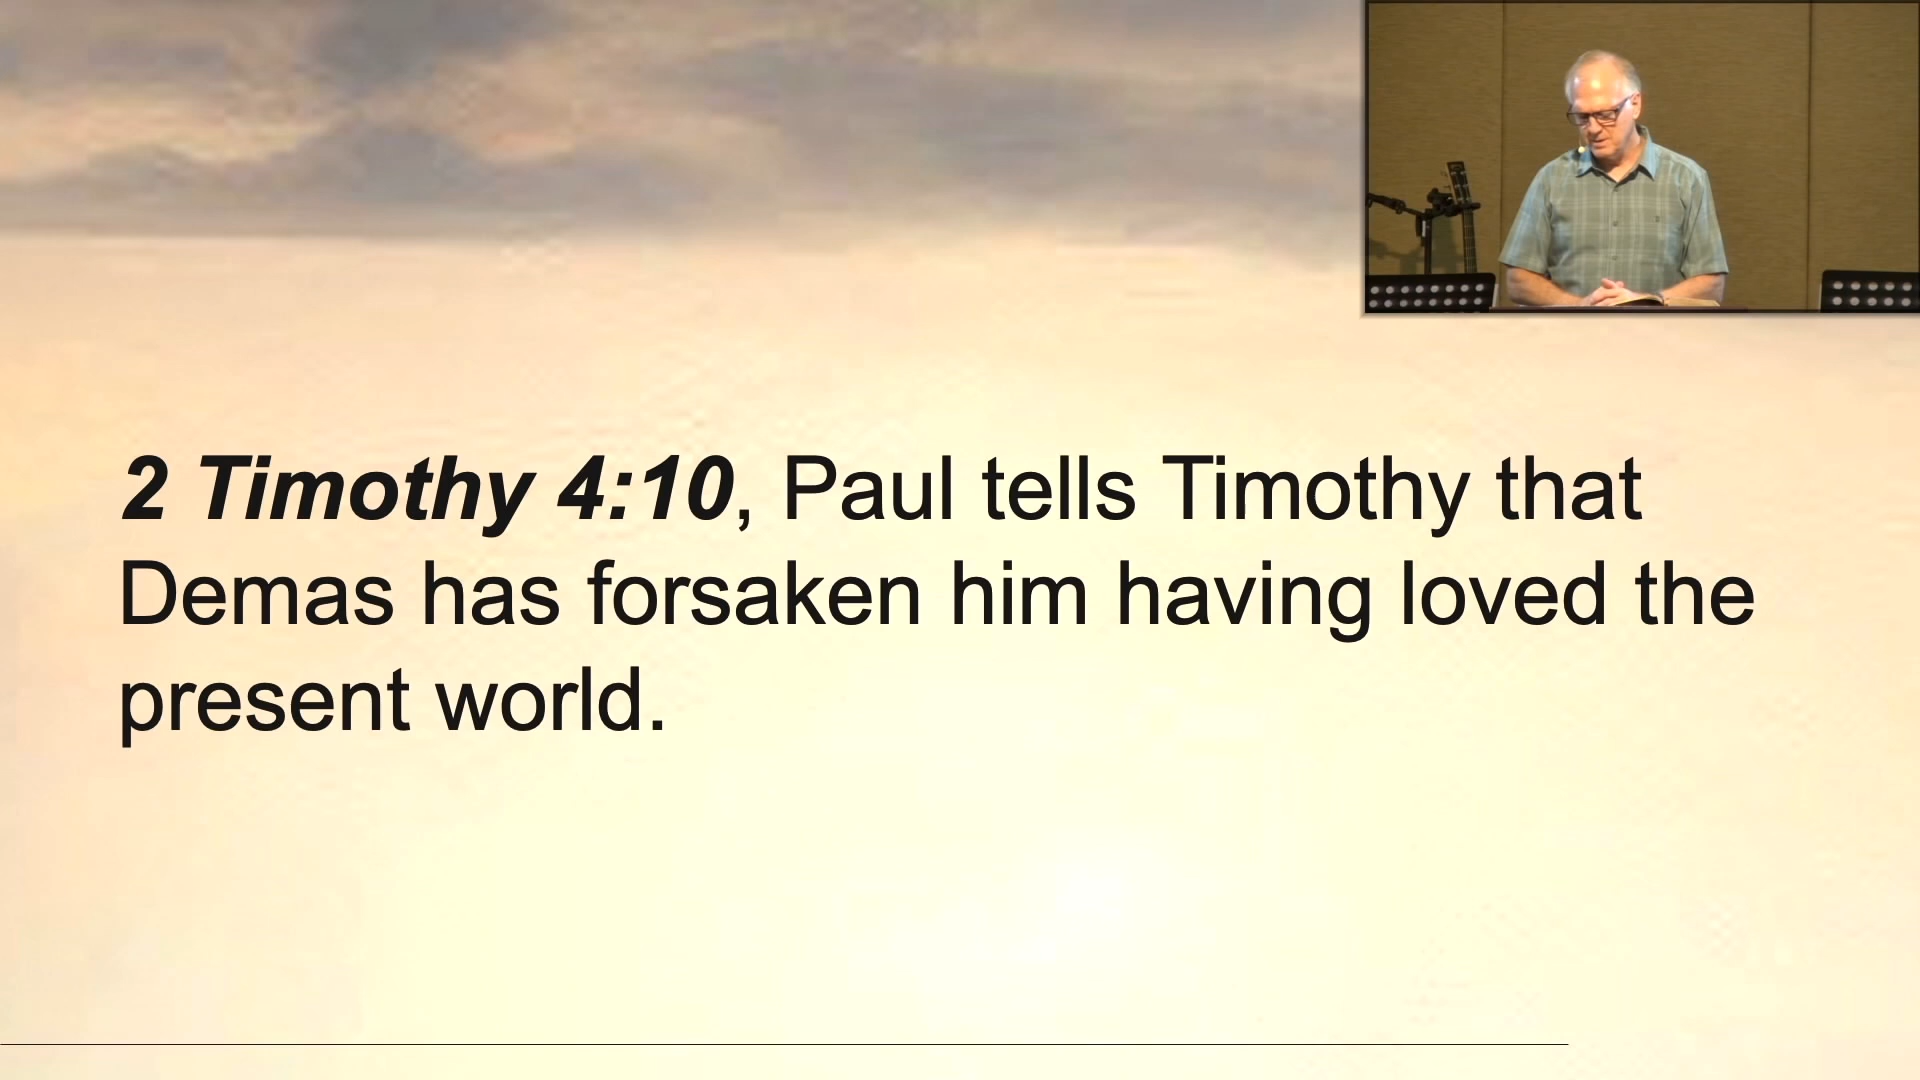 2 Timothy 4:10, Paul tells Timothy that
Demas has forsaken him having loved the
present world.